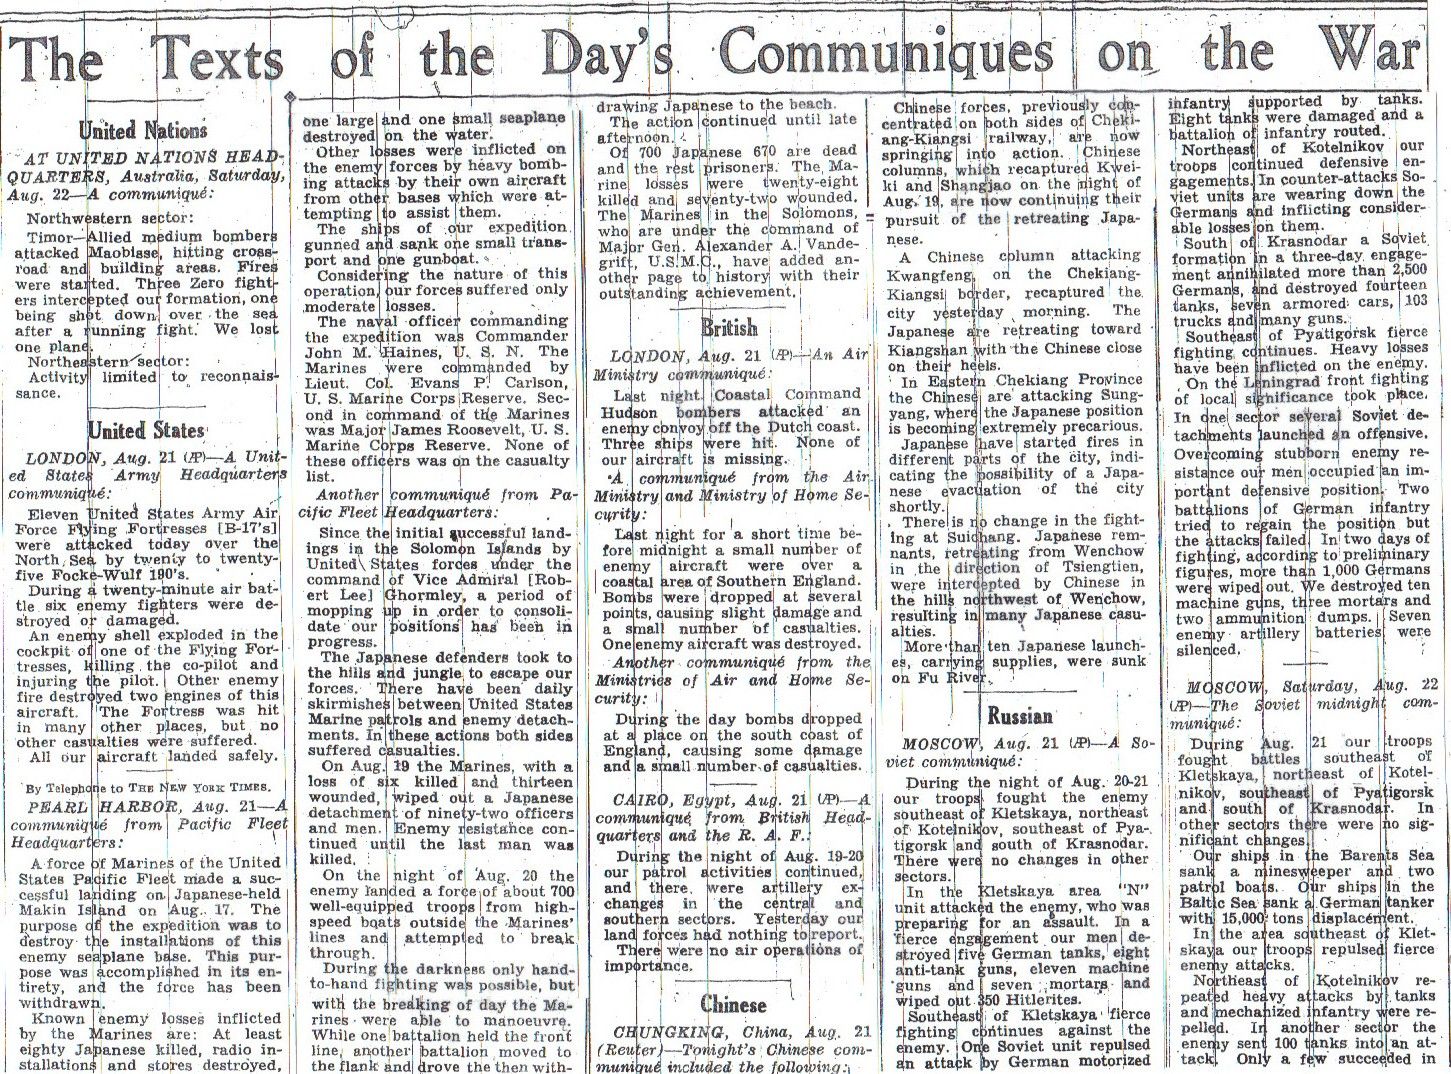 The Texts of the Day's Communiques on the War
United Nations
AT UNITED NATIONS HEAD-
QUARTERS, Australia, Saturday,
Aug. 22—A communiqué:
Northwestern sector:
Timor—Allied medium bombers
attacked Maobisse, hitting cross-
road and building areas. Fires
were started. Three Zero fight-
ers intercepted our formation, one
being shot down over the sea
after a running fight. We lost
one plane.
Northeastern sector:
Activity limited to reconnais-
sance.
United States
LONDON, Aug. 21 (AP)—A Unit-
ed States Army Headquarters
communiqué:
Eleven United States Army Air
Force Flying Fortresses [B-17's]
were attacked today over the
North Sea by twenty to twenty-
five Focke-Wulf 190's.
During a twenty-minute air bat-
tle six enemy fighters were de-
stroyed or damaged.
An enemy shell exploded in the
cockpit of one of the Flying For-
tresses, killing the co-pilot and
injuring the pilot. Other enemy
fire destroyed two engines of this
aircraft. The Fortress was hit
in many other places, but no
other casualties were suffered.
All our aircraft landed safely.
By Telephone to THE NEW YORK TIMES.
PEARL HARBOR, Aug. 21—A
communiqué from Pacific Fleet
Headquarters:
A force of Marines of the United
States Pacific Fleet made a suc-
cessful landing on Japanese-held
Makin Island on Aug. 17. The
purpose of the expedition was to
destroy the installations of this
enemy seaplane base. This pur-
pose was accomplished in its en-
tirety, and the force has been
withdrawn.
Known enemy losses inflicted
by the Marines are: At least
eighty Japanese killed, radio in-
stallations and stores destroyed,
one large and one small seaplane
destroyed on the water.
Other losses were inflicted on
the enemy forces by heavy bomb-
ing attacks by their own aircraft
from other bases which were at-
tempting to assist them.
The ships of our expedition
gunned and sank one small trans-
port and one gunboat.
Considering the nature of this
operation, our forces suffered only
moderate losses.
The naval officer commanding
the expedition was Commander
John M. Haines, U. S. N. The
Marines were commanded by
Lieut. Col. Evans P. Carlson,
U. S. Marine Corps Reserve. Sec-
ond in command of the Marines
was Major James Roosevelt, U. S.
Marine Corps Reserve. None of
these officers was on the casualty
list.
Another communiqué from Pa-
cific Fleet Headquarters:
Since the initial successful land-
ings in the Solomon Islands by
United States forces under the
command of Vice Admiral [Rob-
ert Lee] Ghormley, a period of
mopping up in order to consoli-
date our positions has been in
progress.
The Japanese defenders took to
the hills and jungle to escape our
forces. There have been daily
skirmishes between United States
Marine patrols and enemy detach-
ments. In these actions both sides
suffered casualties.
On Aug. 19 the Marines, with a
loss of six killed and thirteen
wounded, wiped out a Japanese
detachment of ninety-two officers
and men. Enemy resistance con-
tinued until the last man was
killed.
On the night of Aug. 20 the
enemy landed a force of about 700
well-equipped troops from high-
speed boats outside the Marines'
lines and attempted to break
through.
During the darkness only hand-
to-hand fighting was possible, but
with the breaking of day the Ma-
rines were able to manoeuvre.
While one battalion held the front
line, another battalion moved to
the flank and drove the then with-
drawing Japanese to the beach.
The action continued until late
afternoon.
Of 700 Japanese 670 are dead
and the rest prisoners. The Ma-
rine losses were twenty-eight
killed and seventy-two wounded.
The Marines in the Solomons,
who are under the command of
Major Gen. Alexander A. Vande-
grift, U.S.M.C., have added an-
other page to history with their
outstanding achievement.
British
LONDON, Aug. 21 (AP)—An Air
Ministry communiqué:
Last night Coastal Command
Hudson bombers attacked an
enemy convoy off the Dutch coast.
Three ships were hit. None of
our aircraft is missing.
A communiqué from the Air
Ministry and Ministry of Home Se-
curity:
Last night for a short time be-
fore midnight a small number of
enemy aircraft were over a
coastal area of Southern England.
Bombs were dropped at several
points, causing slight damage and
a small number of casualties.
One enemy aircraft was destroyed.
Another communiqué from the
Ministries of Air and Home Se-
curity:
During the day bombs dropped
at a place on the south coast of
England, causing some damage
and a small number of casualties.
CAIRO, Egypt, Aug. 21 (AP)—A
communiqué from British Head-
quarters and the R. A. F.:
During the night of Aug. 19-20
our patrol activities continued,
and there were artillery ex-
changes in the central and
southern sectors. Yesterday our
land forces had nothing to report.
There were no air operations of
importance.
Chinese
CHUNGKING, China, Aug. 21
(Reuter)—Tonight's Chinese com-
muniqué included the following:
Chinese forces, previously con-
centrated on both sides of Cheki-
ang-Kiangsi railway, are now
springing into action. Chinese
columns, which recaptured Kwei-
ki and Shangjao on the night of
Aug. 19, are now continuing their
pursuit of the retreating Japa-
nese.
A Chinese column attacking
Kwangfeng, on the Chekiang-
Kiangsi border, recaptured the
city yesterday morning. The
Japanese are retreating toward
Kiangshan with the Chinese close
on their heels.
In Eastern Chekiang Province
the Chinese are attacking Sung-
yang, where the Japanese position
is becoming extremely precarious.
Japanese have started fires in
different parts of the city, indi-
cating the possibility of a Japa-
nese evacuation of the city
shortly.
There is no change in the fight-
ing at Suichang. Japanese rem-
nants, retreating from Wenchow
in the direction of Tsiengtien,
were intercepted by Chinese in
the hills northwest of Wenchow,
resulting in many Japanese casu-
alties.
More than ten Japanese launch-
es, carrying supplies, were sunk
on Fu River.
Russian
MOSCOW, Aug. 21 (AP)—A So-
viet communiqué:
During the night of Aug. 20-21
our troops fought the enemy
southeast of Kletskaya, northeast
of Kotelnikov, southeast of Pya-
tigorsk and south of Krasnodar.
There were no changes in other
sectors.
In the Kletskaya area "N"
unit attacked the enemy, who was
preparing for an assault. In a
fierce engagement our men de-
stroyed five German tanks, eight
anti-tank guns, eleven machine
guns and seven mortars and
wiped out 350 Hitlerites.
Southeast of Kletskaya fierce
fighting continues against the
enemy. One Soviet unit repulsed
an attack by German motorized
infantry supported by tanks.
Eight tanks were damaged and a
battalion of infantry routed.
Northeast of Kotelnikov our
troops continued defensive en-
gagements. In counter-attacks So-
viet units are wearing down the
Germans and inflicting consider-
able losses on them.
South of Krasnodar a Soviet
formation in a three-day engage-
ment annihilated more than 2,500
Germans, and destroyed fourteen
tanks, seven armored cars, 103
trucks and many guns.
Southeast of Pyatigorsk fierce
fighting continues. Heavy losses
have been inflicted on the enemy.
On the Leningrad front fighting
of local significance took place.
In one sector several Soviet de-
tachments launched an offensive.
Overcoming stubborn enemy re-
sistance our men occupied an im-
portant defensive position. Two
battalions of German infantry
tried to regain the position but
the attacks failed. In two days of
fighting, according to preliminary
figures, more than 1,000 Germans
were wiped out. We destroyed ten
machine guns, three mortars and
two ammunition dumps. Seven
enemy artillery batteries were
silenced.
MOSCOW, Saturday, Aug. 22
(AP)—The Soviet midnight com-
muniqué:
During Aug. 21 our troops
fought battles southeast of
Kletskaya, northeast of Kotel-
nikov, southeast of Pyatigorsk
and south of Krasnodar. In
other sectors there were no sig-
nificant changes.
Our ships in the Barents Sea
sank a minesweeper and two
patrol boats. Our ships in the
Baltic Sea sank a German tanker
with 15,000 tons displacement.
In the area southeast of Klet-
skaya our troops repulsed fierce
enemy attacks.
Northeast of Kotelnikov re-
peated heavy attacks by tanks
and mechanized infantry were re-
pelled. In another sector the
enemy sent 100 tanks into an at-
tack. Only a few succeeded in